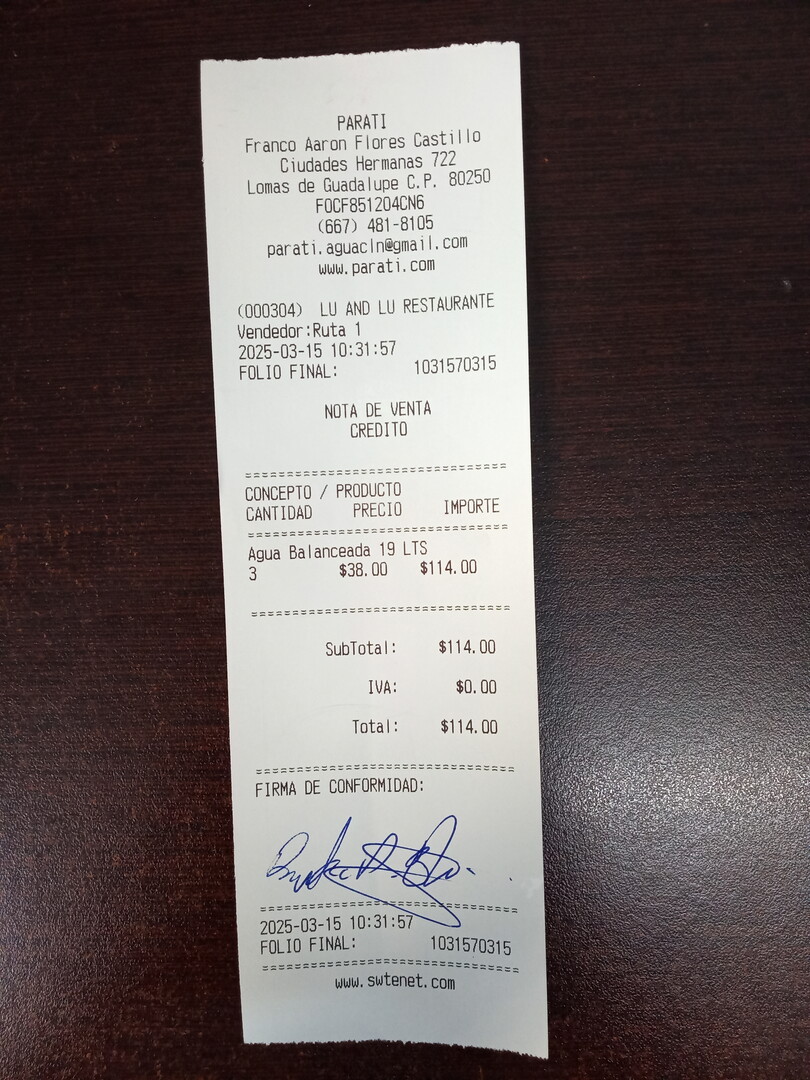 PARATI
Franco Aaron Flores Castillo
Ciudades Hermanas 722
Lomas de Guadalupe C.P. 80250
FOCF851204CN6
(667) 481-8105
parati.aguacln@gmail.com
www.parati.com
(000304) LU AND LU RESTAURANTE
Vendedor:Ruta 1
2025-03-15 10:31:57
FOLIO FINAL: 1031570315
NOTA DE VENTA
CREDITO
================================
CONCEPTO / PRODUCTO
CANTIDAD PRECIO IMPORTE
================================
Agua Balanceada 19 LTS
3 $38.00 $114.00
================================
SubTotal: $114.00
IVA: $0.00
Total: $114.00
================================
FIRMA DE CONFORMIDAD:
================================
2025-03-15 10:31:57
FOLIO FINAL: 1031570315
================================
www.swtenet.com